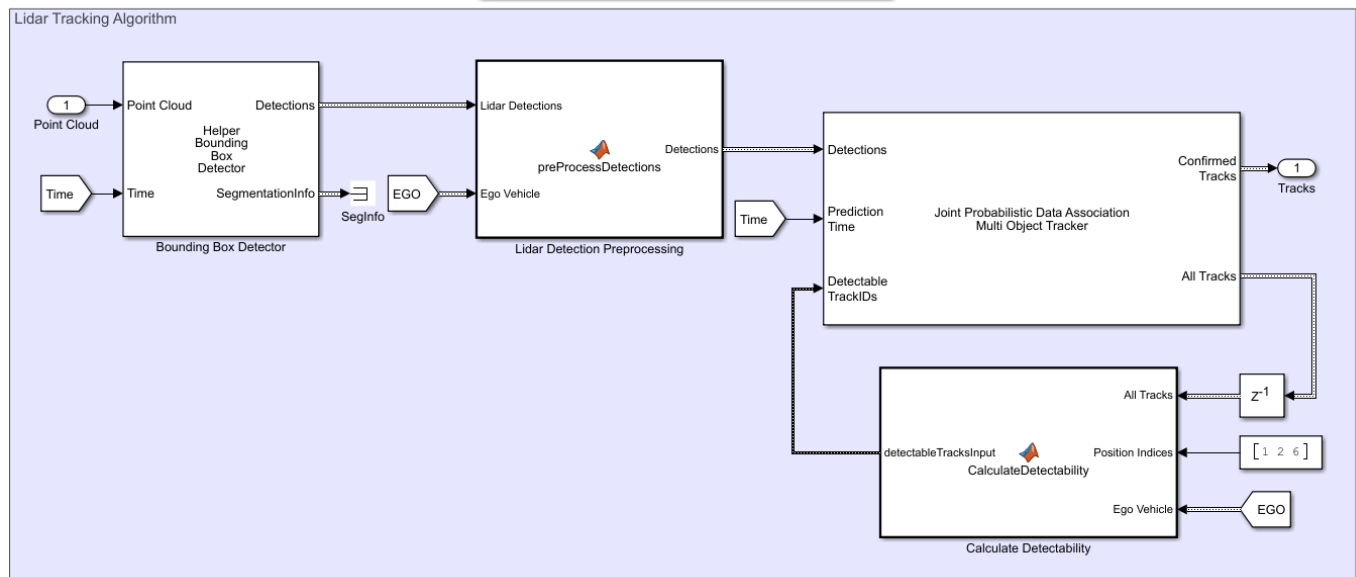 Lidar Tracking Algorithm
1
Point Cloud
Time
Point Cloud
Detections
Helper
Bounding
Box
Detector
Time
SegmentationInfo
Bounding Box Detector
SegInfo
EGO
Lidar Detections
Detections
preProcessDetections
Ego Vehicle
Lidar Detection Preprocessing
Time
Detections
Prediction
Time
Detectable
TrackIDs
Joint Probabilistic Data Association
Multi Object Tracker
Confirmed
Tracks
All Tracks
1
Tracks
Z-1
[1 2 6]
EGO
All Tracks
Position Indices
Ego Vehicle
detectableTracksInput
CalculateDetectability
Calculate Detectability